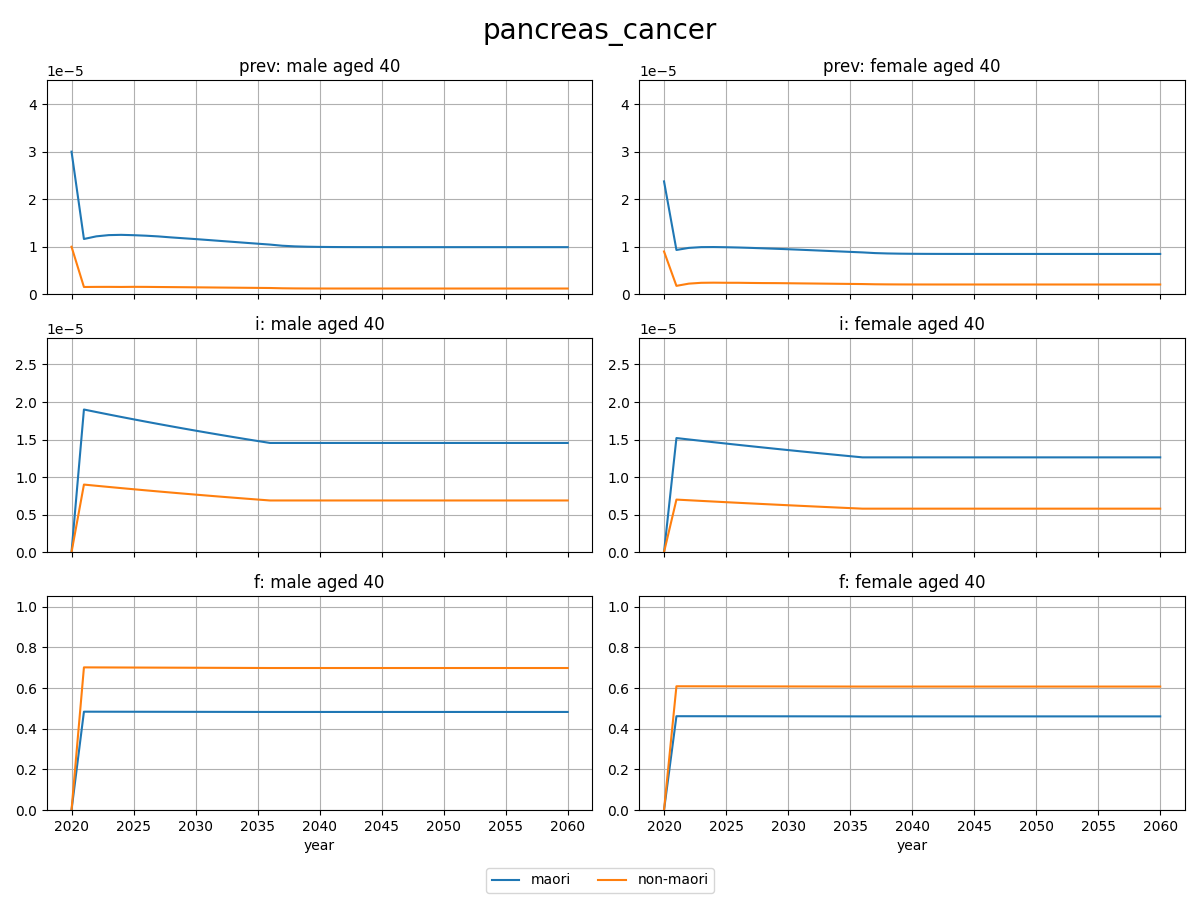 pancreas_cancer
prev: male aged 40
prev: female aged 40
1e−5
1e−5
4
3
2
1
0
4
3
2
1
0
i: male aged 40
i: female aged 40
1e−5
1e−5
2.5
2.0
1.5
1.0
0.5
0.0
2.5
2.0
1.5
1.0
0.5
0.0
f: male aged 40
f: female aged 40
1.0
0.8
0.6
0.4
0.2
0.0
1.0
0.8
0.6
0.4
0.2
0.0
2020 2025 2030 2035 2040 2045 2050 2055 2060
2020 2025 2030 2035 2040 2045 2050 2055 2060
year
year
maori non-maori